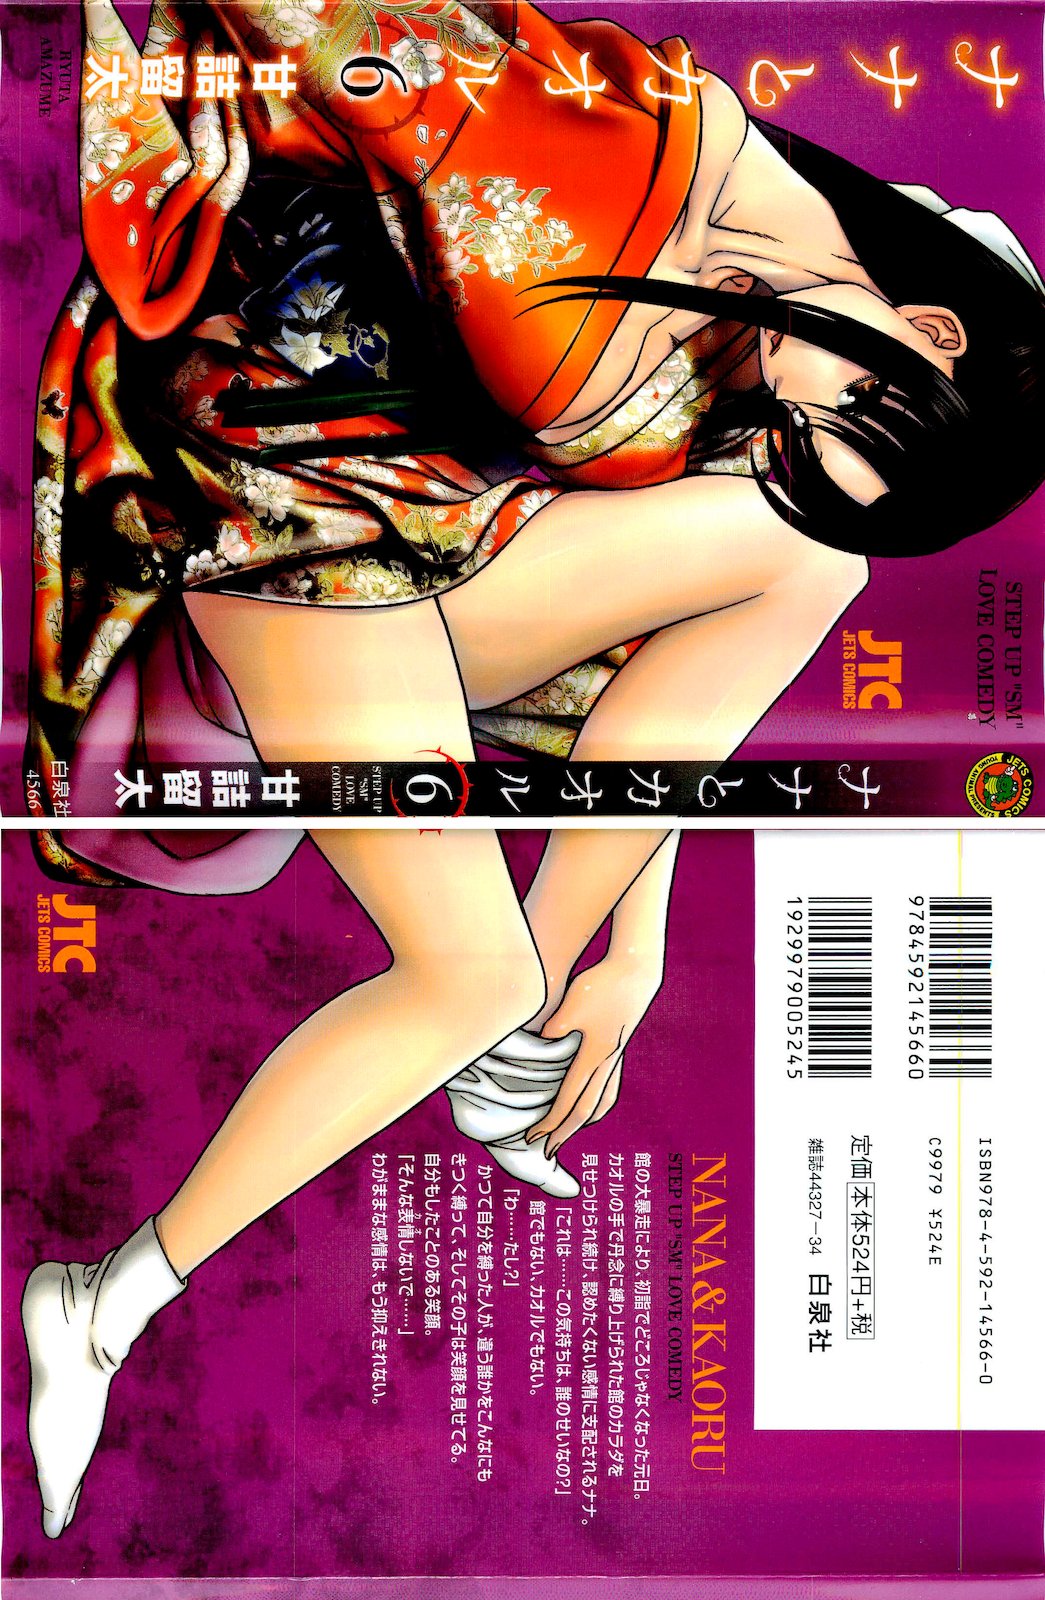 ナナとカオル
6
甘詰留太
RYUTA
AMAZUME
STEP UP "SM"
LOVE COMEDY
JTC
JETS COMICS
JETS COMICS
YOUNG ANIMAL
ナナとカオル
6
STEP UP
"SM"
LOVE
COMEDY
甘詰留太
白泉社
4566
9784592145660
1929979005245
ISBN978-4-592-14566-0
C9979 ¥524E
定価 本体524円+税
雑誌44327-34 白泉社
NANA&KAORU
STEP UP "SM" LOVE COMEDY
館の大暴走により、初詣でどころじゃなくなった元日。
カオルの手で丹念に縛り上げられた館のカラダを
見せつけられ続け、認めたくない感情に支配されるナナ。
「これは……この気持ちは、誰のせいなの?」
館でもない、カオルでもない。
「わ……たし?」
かつて自分を縛った人が、違う誰かをこんなにも
きつく縛って、そしてその子は笑顔を見せてる。
自分もしたことのある笑顔。
「そんな表情しないで……」
わがままな感情は、もう抑えきれない。
JTC
JETS COMICS